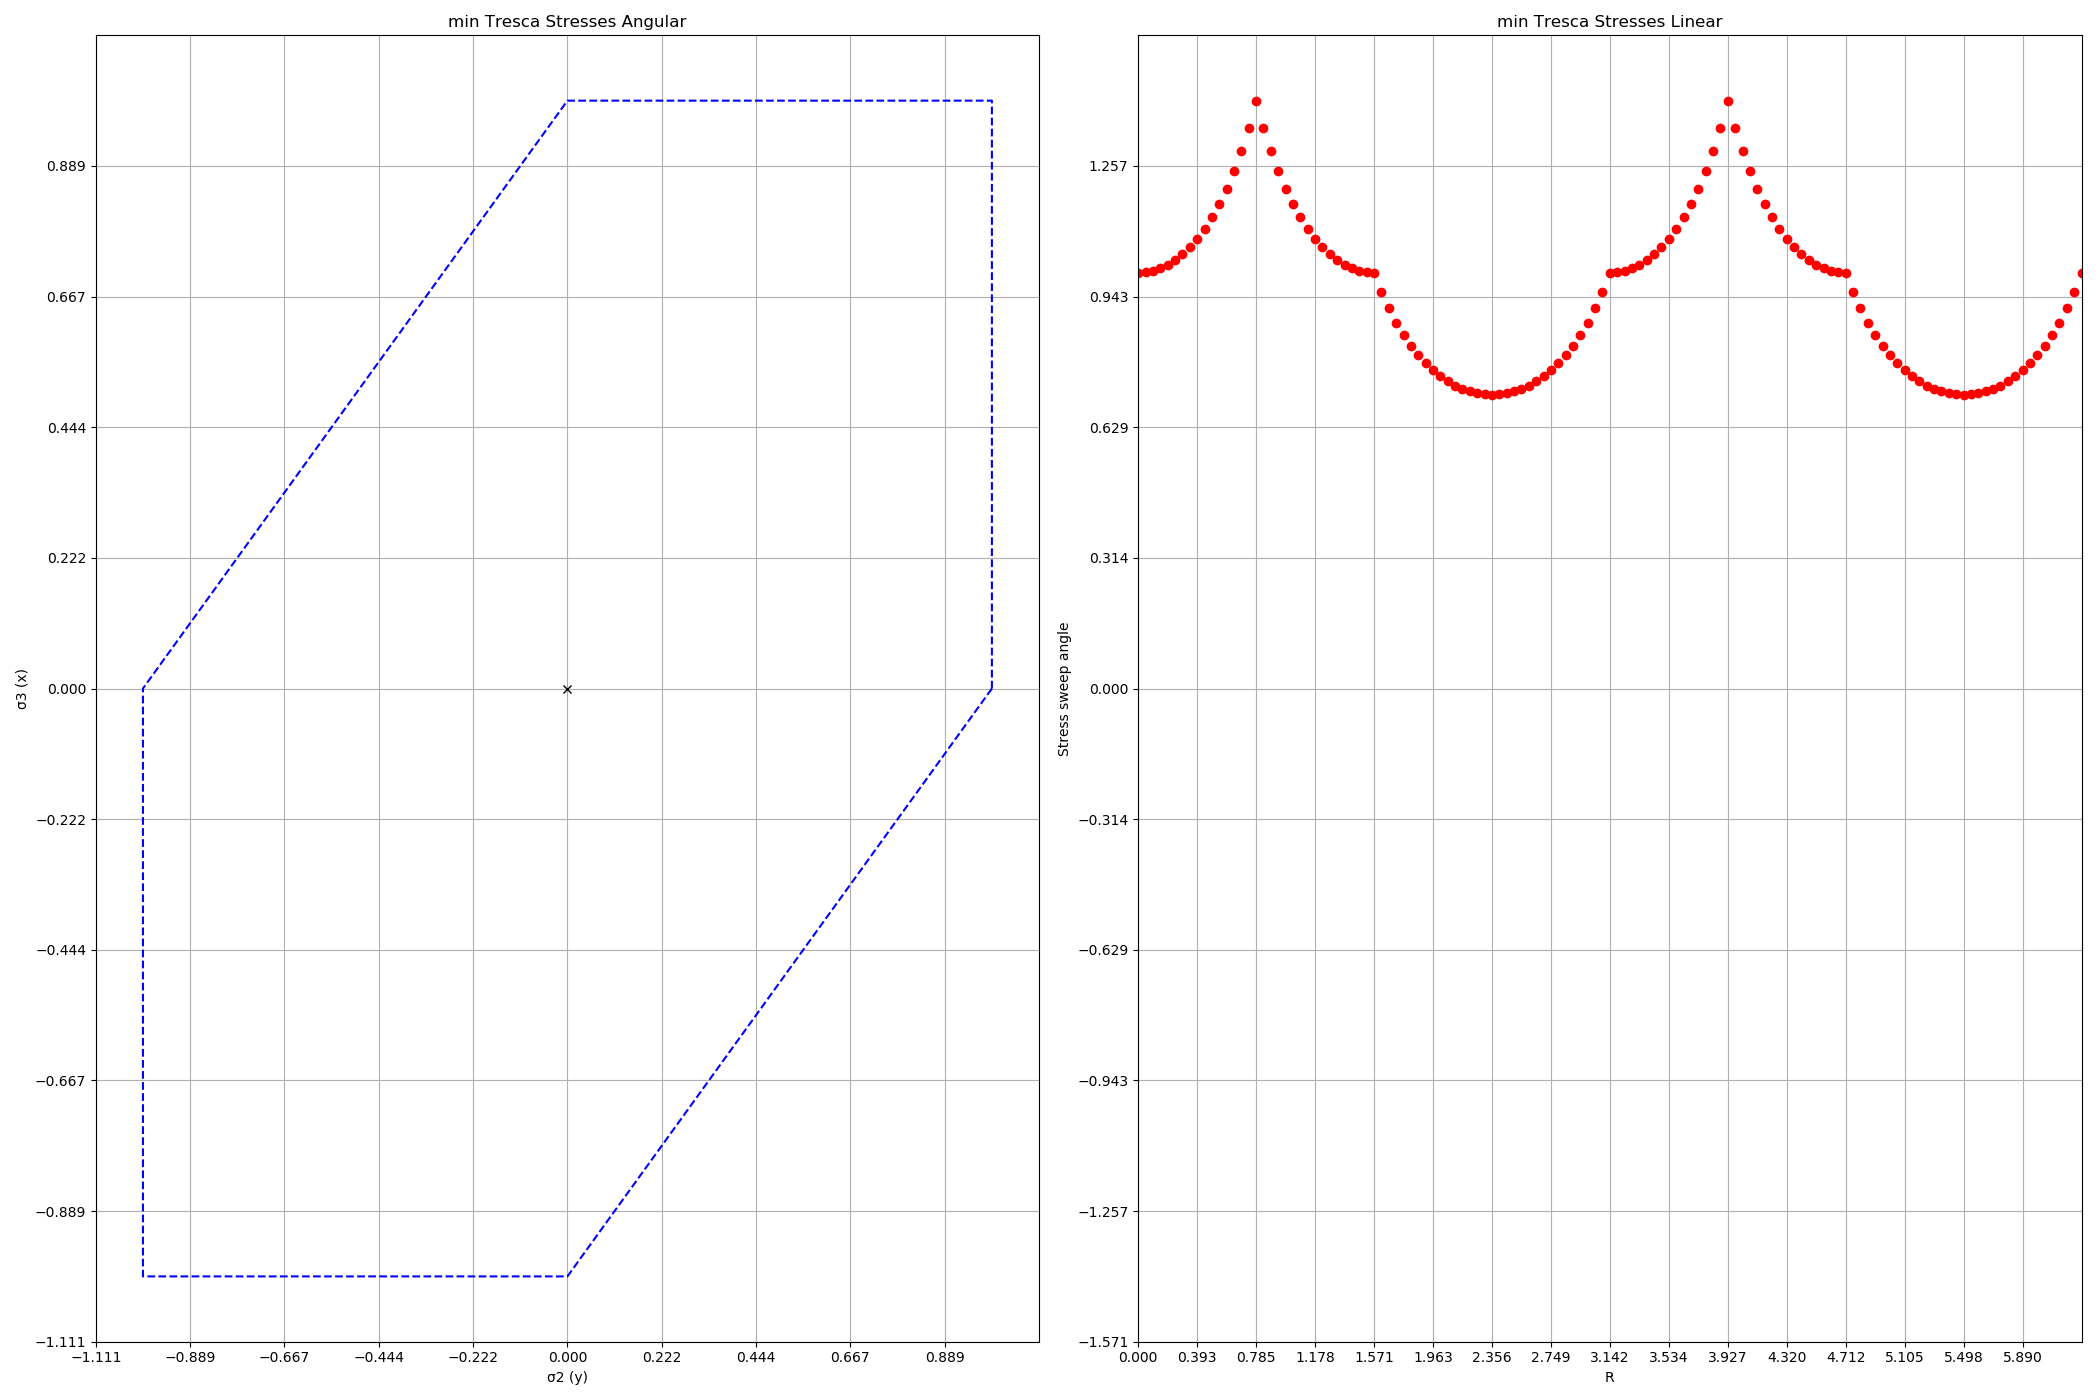 min Tresca Stresses Angular
0.889
0.667
0.444
0.222
0.000
−0.222
−0.444
−0.667
−0.889
−1.111
σ3 (x)
−1.111 −0.889 −0.667 −0.444 −0.222 0.000 0.222 0.444 0.667 0.889
σ2 (y)
min Tresca Stresses Linear
1.257
0.943
0.629
0.314
0.000
−0.314
−0.629
−0.943
−1.257
−1.571
Stress sweep angle
0.000 0.393 0.785 1.178 1.571 1.963 2.356 2.749 3.142 3.534 3.927 4.320 4.712 5.105 5.498 5.890
R